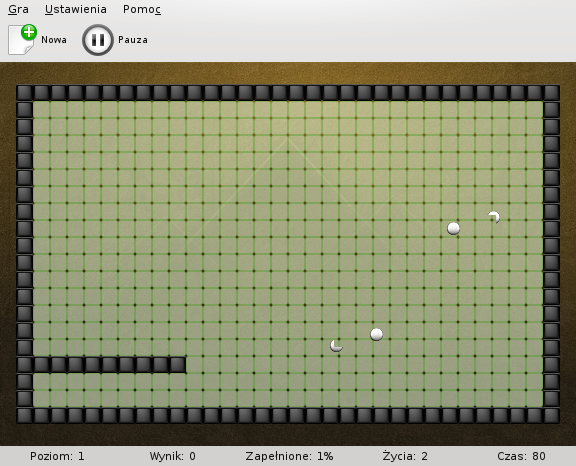 Gra Ustawienia Pomoc
Nowa Pauza
Poziom: 1 Wynik: 0 Zapełnione: 1% Życia: 2 Czas: 80